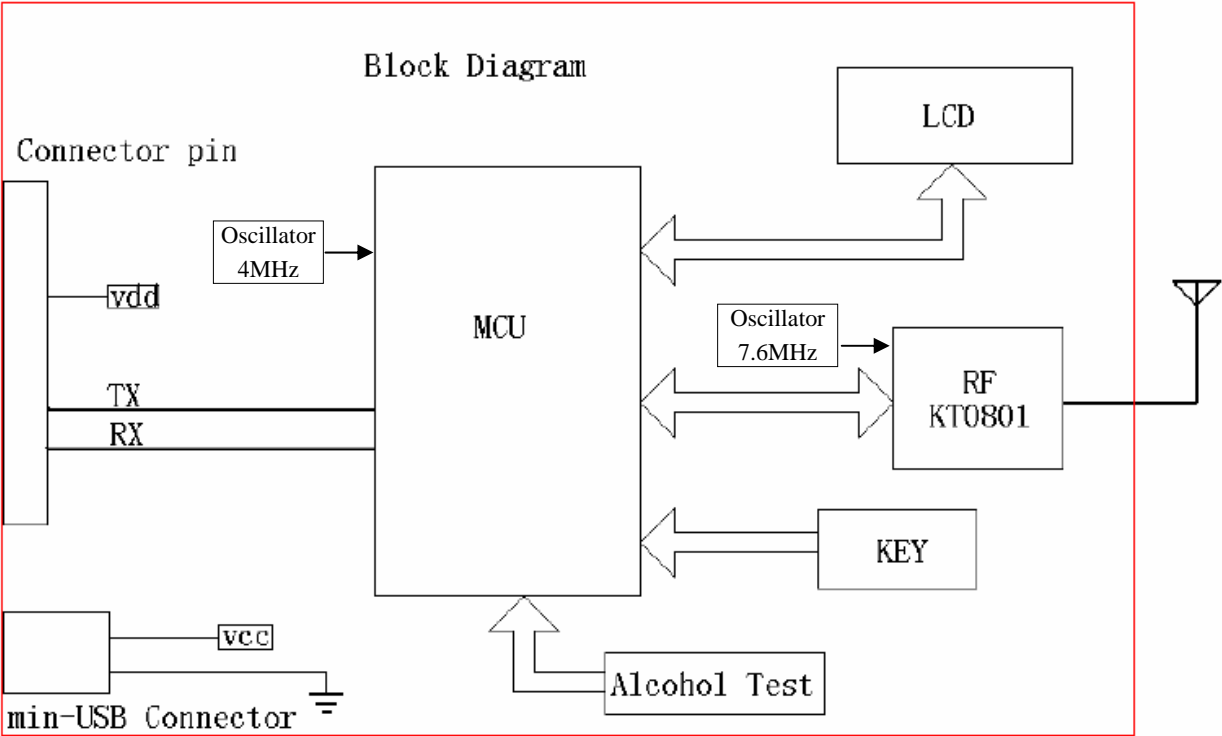 Block Diagram
LCD
Connector pin
Oscillator
4MHz
vdd
MCU
Oscillator
7.6MHz
RF
KT0801
TX
RX
KEY
vcc
Alcohol Test
min-USB Connector